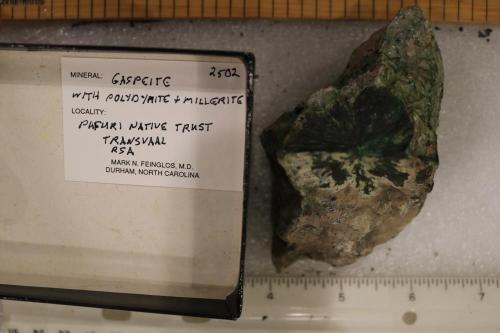 MINERAL: GASPEITE 2502
WITH POLYDYMITE + MILLERITE
LOCALITY:
PAFURI NATIVE TRUST
TRANSVAAL
RSA
MARK N. FEINGLOS, M.D.
DURHAM, NORTH CAROLINA
4 5 6 7